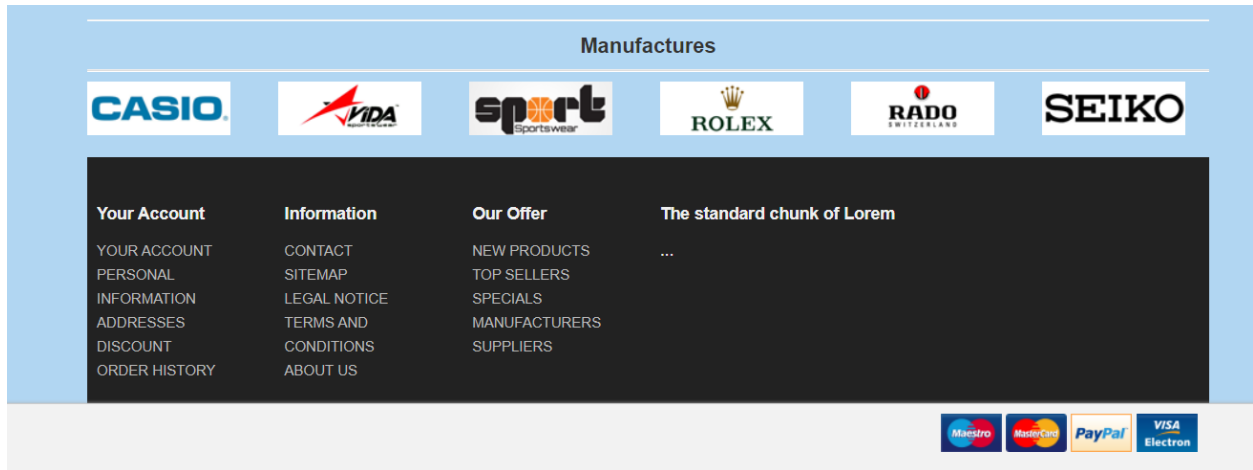 Manufactures
CASIO.
ViDA
sportswear
sport
Sportswear
ROLEX
RADO
SWITZERLAND
SEIKO
Your Account
YOUR ACCOUNT
PERSONAL
INFORMATION
ADDRESSES
DISCOUNT
ORDER HISTORY
Information
CONTACT
SITEMAP
LEGAL NOTICE
TERMS AND
CONDITIONS
ABOUT US
Our Offer
NEW PRODUCTS
TOP SELLERS
SPECIALS
MANUFACTURERS
SUPPLIERS
The standard chunk of Lorem
...
Maestro
MasterCard
PayPal
VISA
Electron